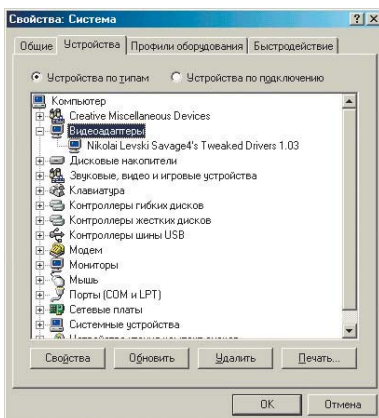 Свойства: Система
Общие Устройства Профили оборудования Быстродействие
Устройства по типам Устройства по подключению
Компьютер
Creative Miscellaneous Devices
Видеоадаптеры
Nikolai Levski Savage4's Tweaked Drivers 1.03
Дисковые накопители
Звуковые, видео и игровые устройства
Клавиатура
Контроллеры гибких дисков
Контроллеры жестких дисков
Контроллеры шины USB
Модем
Мониторы
Мышь
Порты (COM и LPT)
Сетевые платы
Системные устройства
Свойства Обновить Удалить Печать...
OK Отмена